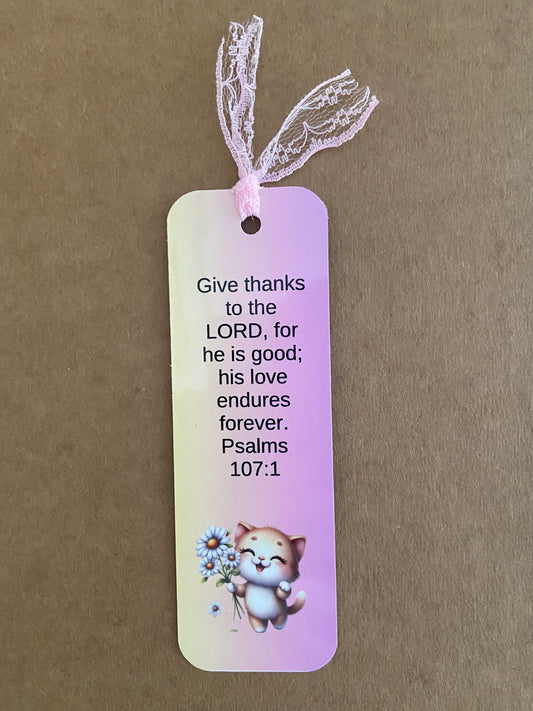 Give thanks
to the
LORD, for
he is good;
his love
endures
forever.
Psalms
107:1